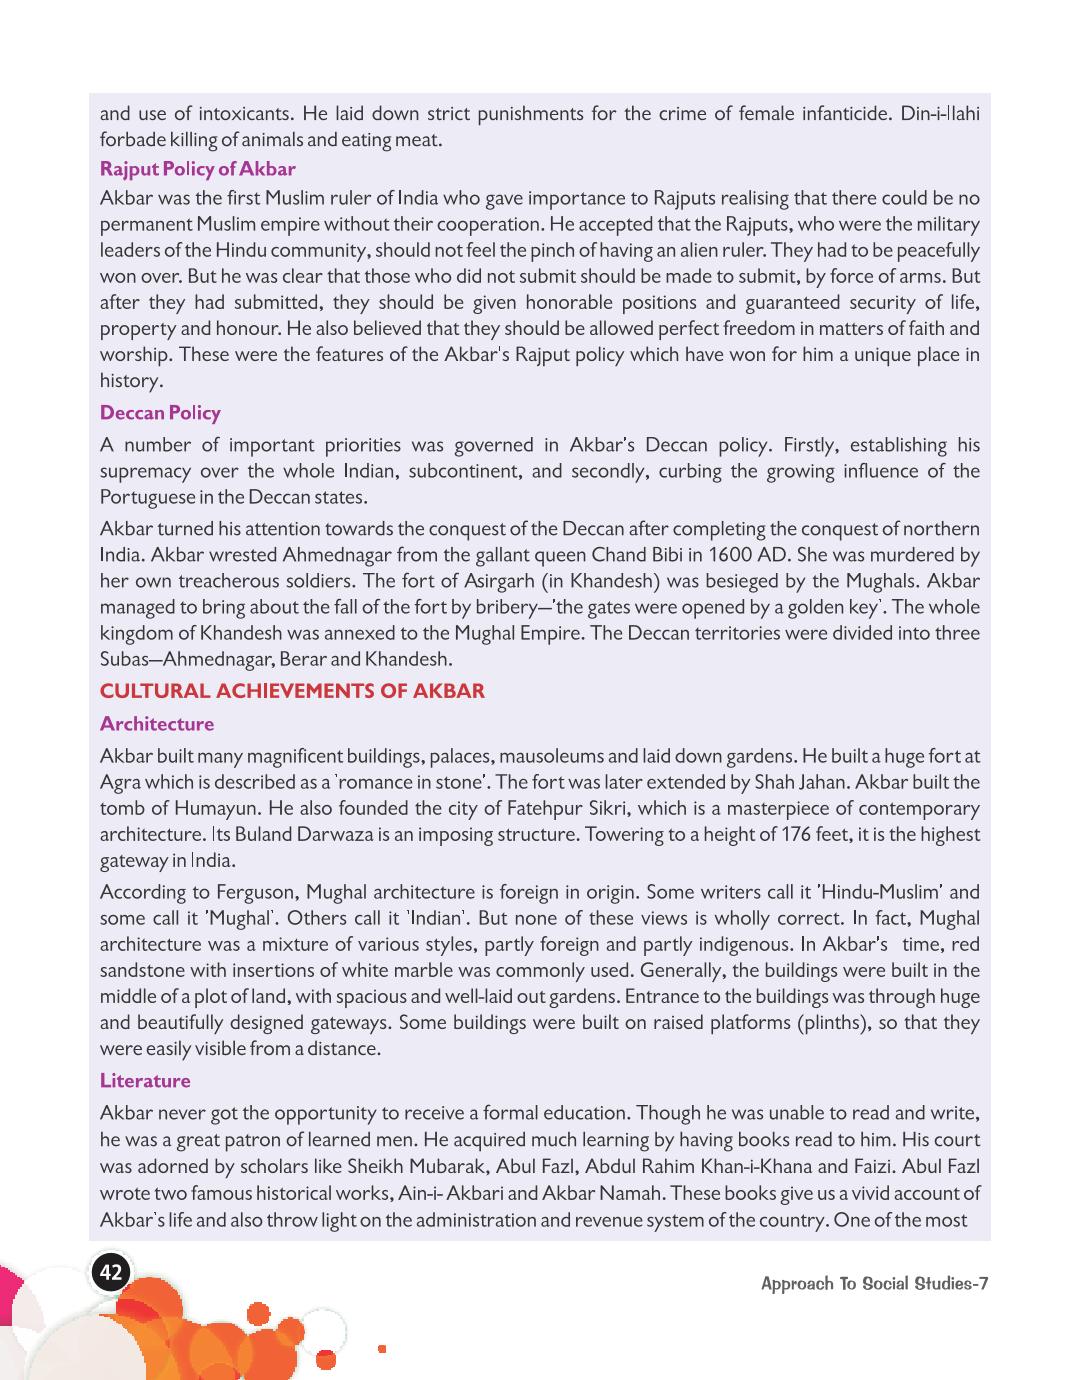 and use of intoxicants. He laid down strict punishments for the crime of female infanticide. Din-i-Ilahi
forbade killing of animals and eating meat.
Rajput Policy of Akbar
Akbar was the first Muslim ruler of India who gave importance to Rajputs realising that there could be no
permanent Muslim empire without their cooperation. He accepted that the Rajputs, who were the military
leaders of the Hindu community, should not feel the pinch of having an alien ruler. They had to be peacefully
won over. But he was clear that those who did not submit should be made to submit, by force of arms. But
after they had submitted, they should be given honorable positions and guaranteed security of life,
property and honour. He also believed that they should be allowed perfect freedom in matters of faith and
worship. These were the features of the Akbar's Rajput policy which have won for him a unique place in
history.
Deccan Policy
A number of important priorities was governed in Akbar's Deccan policy. Firstly, establishing his
supremacy over the whole Indian, subcontinent, and secondly, curbing the growing influence of the
Portuguese in the Deccan states.
Akbar turned his attention towards the conquest of the Deccan after completing the conquest of northern
India. Akbar wrested Ahmednagar from the gallant queen Chand Bibi in 1600 AD. She was murdered by
her own treacherous soldiers. The fort of Asirgarh (in Khandesh) was besieged by the Mughals. Akbar
managed to bring about the fall of the fort by bribery—'the gates were opened by a golden key'. The whole
kingdom of Khandesh was annexed to the Mughal Empire. The Deccan territories were divided into three
Subas—Ahmednagar, Berar and Khandesh.
CULTURAL ACHIEVEMENTS OF AKBAR
Architecture
Akbar built many magnificent buildings, palaces, mausoleums and laid down gardens. He built a huge fort at
Agra which is described as a 'romance in stone'. The fort was later extended by Shah Jahan. Akbar built the
tomb of Humayun. He also founded the city of Fatehpur Sikri, which is a masterpiece of contemporary
architecture. Its Buland Darwaza is an imposing structure. Towering to a height of 176 feet, it is the highest
gateway in India.
According to Ferguson, Mughal architecture is foreign in origin. Some writers call it 'Hindu-Muslim' and
some call it 'Mughal'. Others call it 'Indian'. But none of these views is wholly correct. In fact, Mughal
architecture was a mixture of various styles, partly foreign and partly indigenous. In Akbar's time, red
sandstone with insertions of white marble was commonly used. Generally, the buildings were built in the
middle of a plot of land, with spacious and well-laid out gardens. Entrance to the buildings was through huge
and beautifully designed gateways. Some buildings were built on raised platforms (plinths), so that they
were easily visible from a distance.
Literature
Akbar never got the opportunity to receive a formal education. Though he was unable to read and write,
he was a great patron of learned men. He acquired much learning by having books read to him. His court
was adorned by scholars like Sheikh Mubarak, Abul Fazl, Abdul Rahim Khan-i-Khana and Faizi. Abul Fazl
wrote two famous historical works, Ain-i- Akbari and Akbar Namah. These books give us a vivid account of
Akbar's life and also throw light on the administration and revenue system of the country. One of the most
42
Approach To Social Studies-7